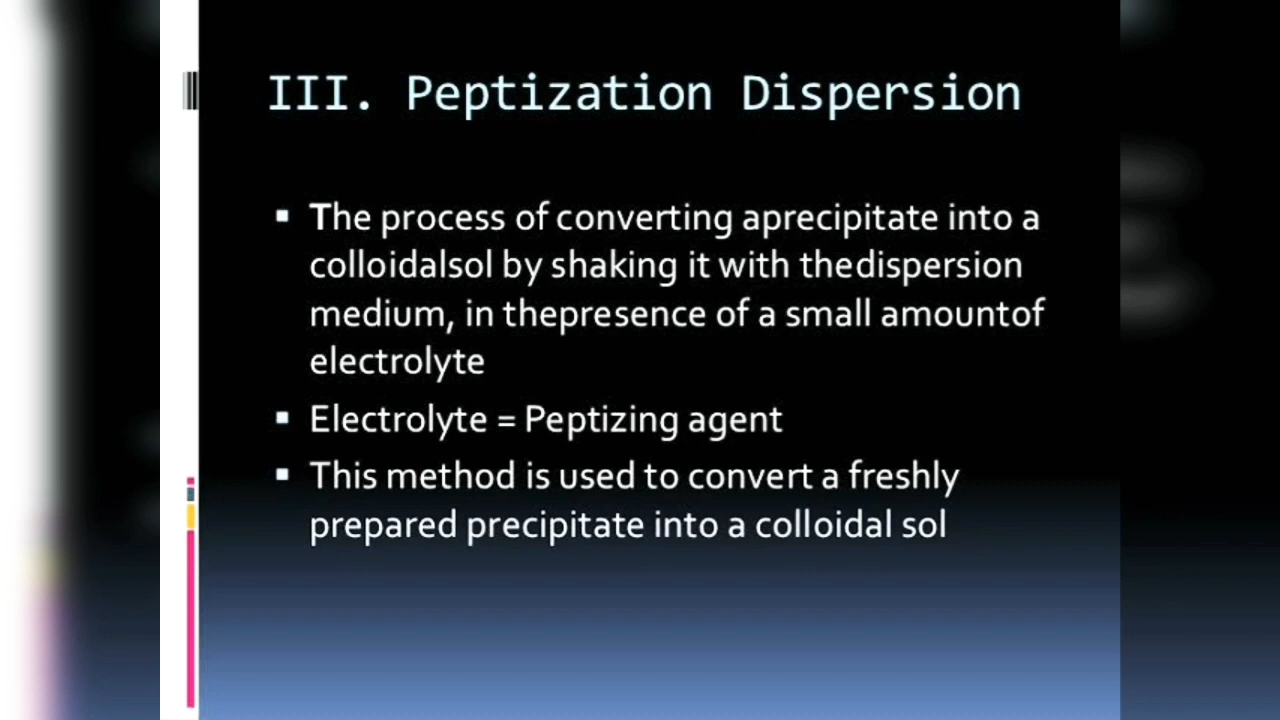 III. Peptization Dispersion
▪ The process of converting aprecipitate into a
colloidalsol by shaking it with thedispersion
medium, in thepresence of a small amountof
electrolyte
▪ Electrolyte = Peptizing agent
▪ This method is used to convert a freshly
prepared precipitate into a colloidal sol